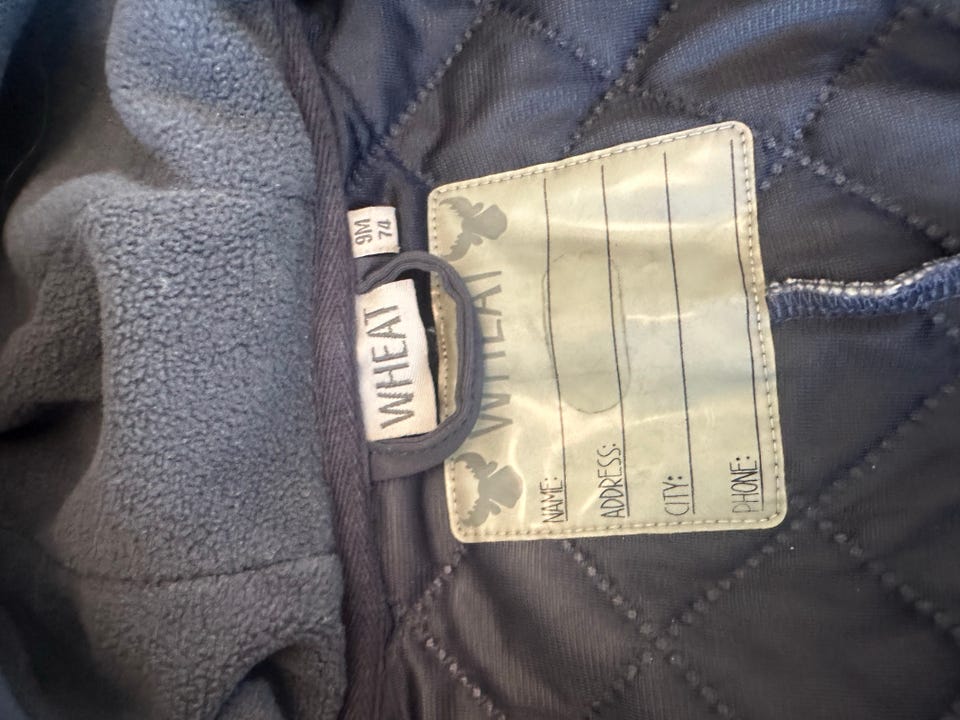 9M
74
WHEAT
WHEAT
NAME:
ADDRESS:
CITY:
PHONE: